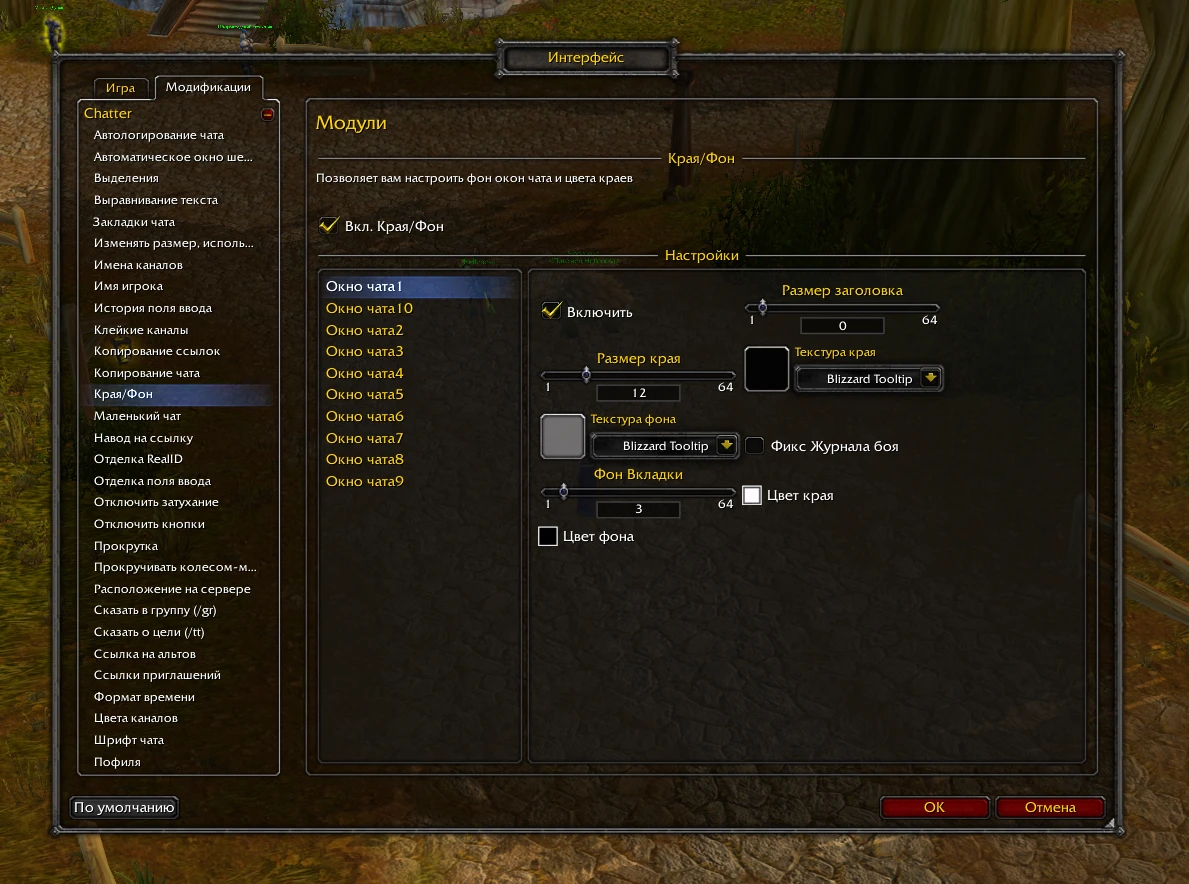 Интерфейс
Игра
Модификации
Chatter
Автологирование чата
Автоматическое окно ше...
Выделения
Выравнивание текста
Закладки чата
Изменять размер, исполь...
Имена каналов
Имя игрока
История поля ввода
Клейкие каналы
Копирование ссылок
Копирование чата
Края/Фон
Маленький чат
Навод на ссылку
Отделка RealID
Отделка поля ввода
Отключить затухание
Отключить кнопки
Прокрутка
Прокручивать колесом-м...
Расположение на сервере
Сказать в группу (/gr)
Сказать о цели (/tt)
Ссылка на альтов
Ссылки приглашений
Формат времени
Цвета каналов
Шрифт чата
Пофиля
Модули
Края/Фон
Позволяет вам настроить фон окон чата и цвета краев
Вкл. Края/Фон
Настройки
Окно чата1
Окно чата10
Окно чата2
Окно чата3
Окно чата4
Окно чата5
Окно чата6
Окно чата7
Окно чата8
Окно чата9
Включить
Размер заголовка
1 64
0
Размер края
1 64
12
Текстура края
Blizzard Tooltip
Текстура фона
Blizzard Tooltip
Фикс Журнала боя
Фон Вкладки
1 64
3
Цвет края
Цвет фона
По умолчанию
ОК
Отмена